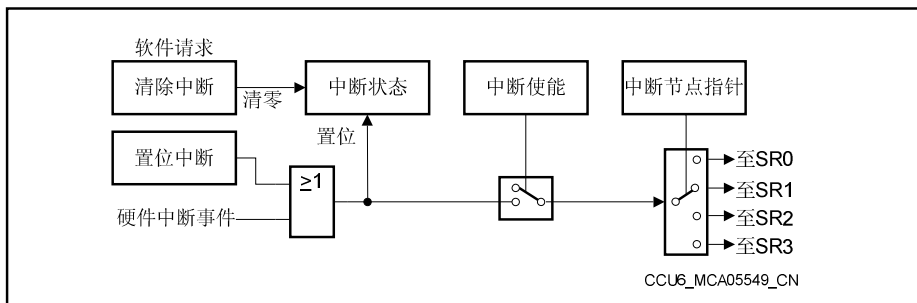 软件请求
清除中断
清零
中断状态
中断使能
中断节点指针
置位
置位中断
≥1
硬件中断事件
至SR0
至SR1
至SR2
至SR3
CCU6_MCA05549_CN